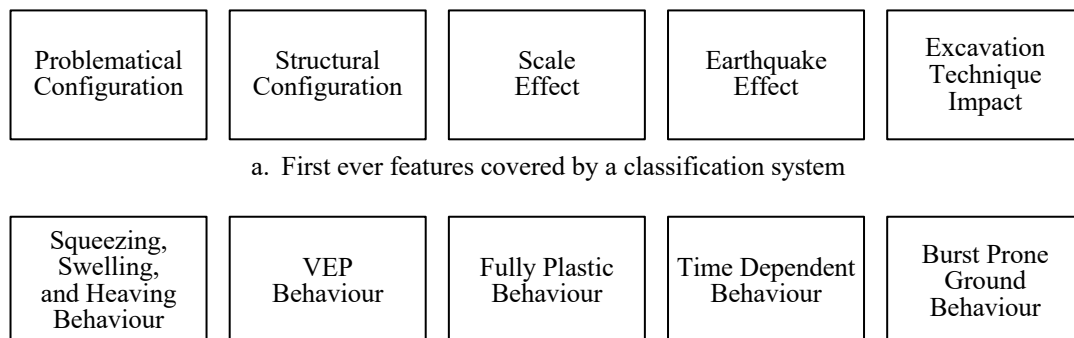 Problematical
Configuration
Structural
Configuration
Scale
Effect
Earthquake
Effect
Excavation
Technique
Impact
a. First ever features covered by a classification system
Squeezing,
Swelling,
and Heaving
Behaviour
VEP
Behaviour
Fully Plastic
Behaviour
Time Dependent
Behaviour
Burst Prone
Ground
Behaviour